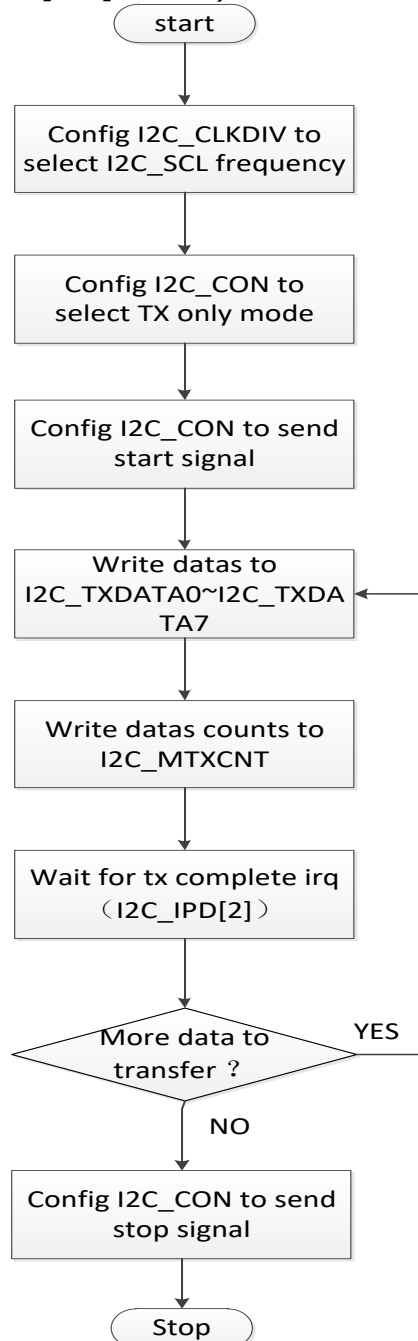 start
Config I2C_CLKDIV to
select I2C_SCL frequency
Config I2C_CON to
select TX only mode
Config I2C_CON to send
start signal
Write datas to
I2C_TXDATA0~I2C_TXDA
TA7
Write datas counts to
I2C_MTXCNT
Wait for tx complete irq
（I2C_IPD[2]）
More data to
transfer ？
YES
NO
Config I2C_CON to send
stop signal
Stop